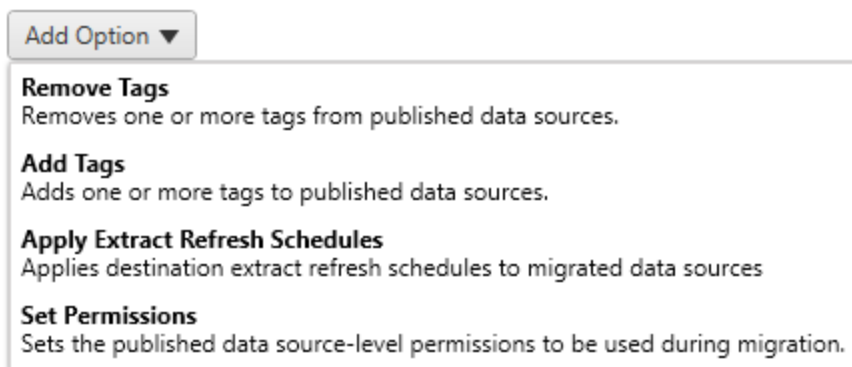 Add Option ▼
Remove Tags
Removes one or more tags from published data sources.
Add Tags
Adds one or more tags to published data sources.
Apply Extract Refresh Schedules
Applies destination extract refresh schedules to migrated data sources
Set Permissions
Sets the published data source-level permissions to be used during migration.